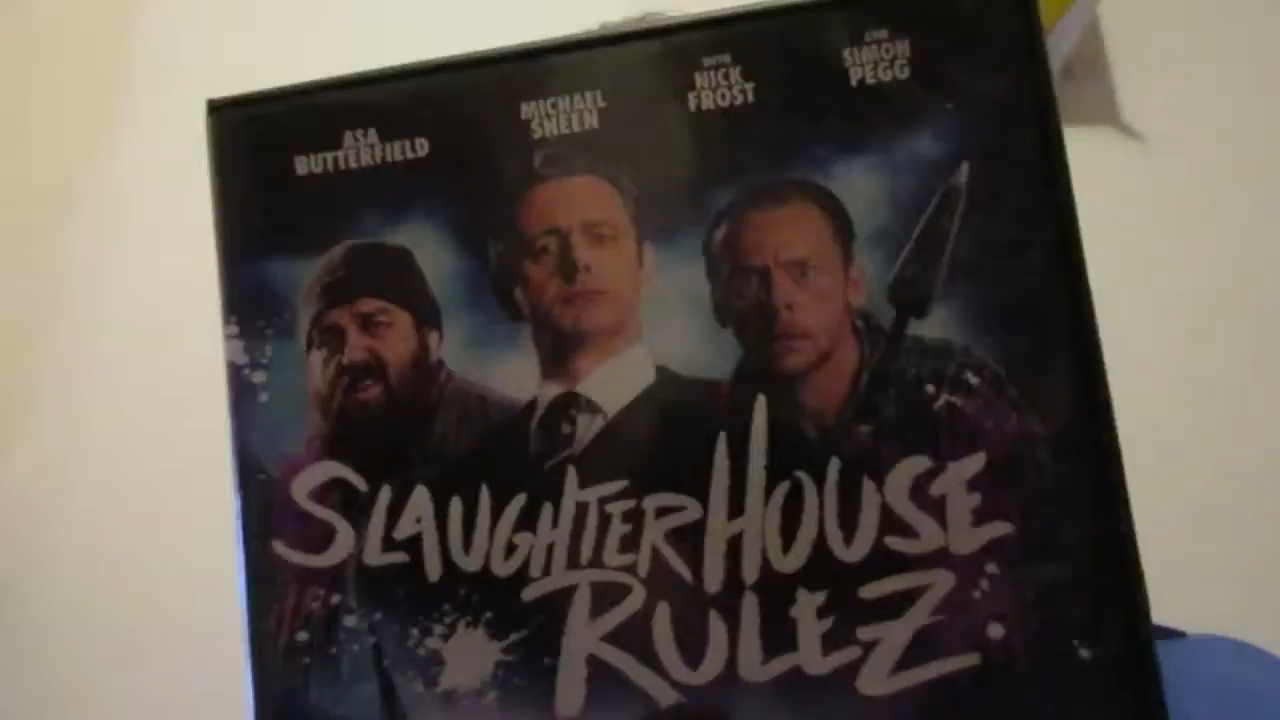 ASA
BUTTERFIELD
MICHAEL
SHEEN
WITH
NICK
FROST
AND
SIMON
PEGG
SLAUGHTERHOUSE
RULEZ